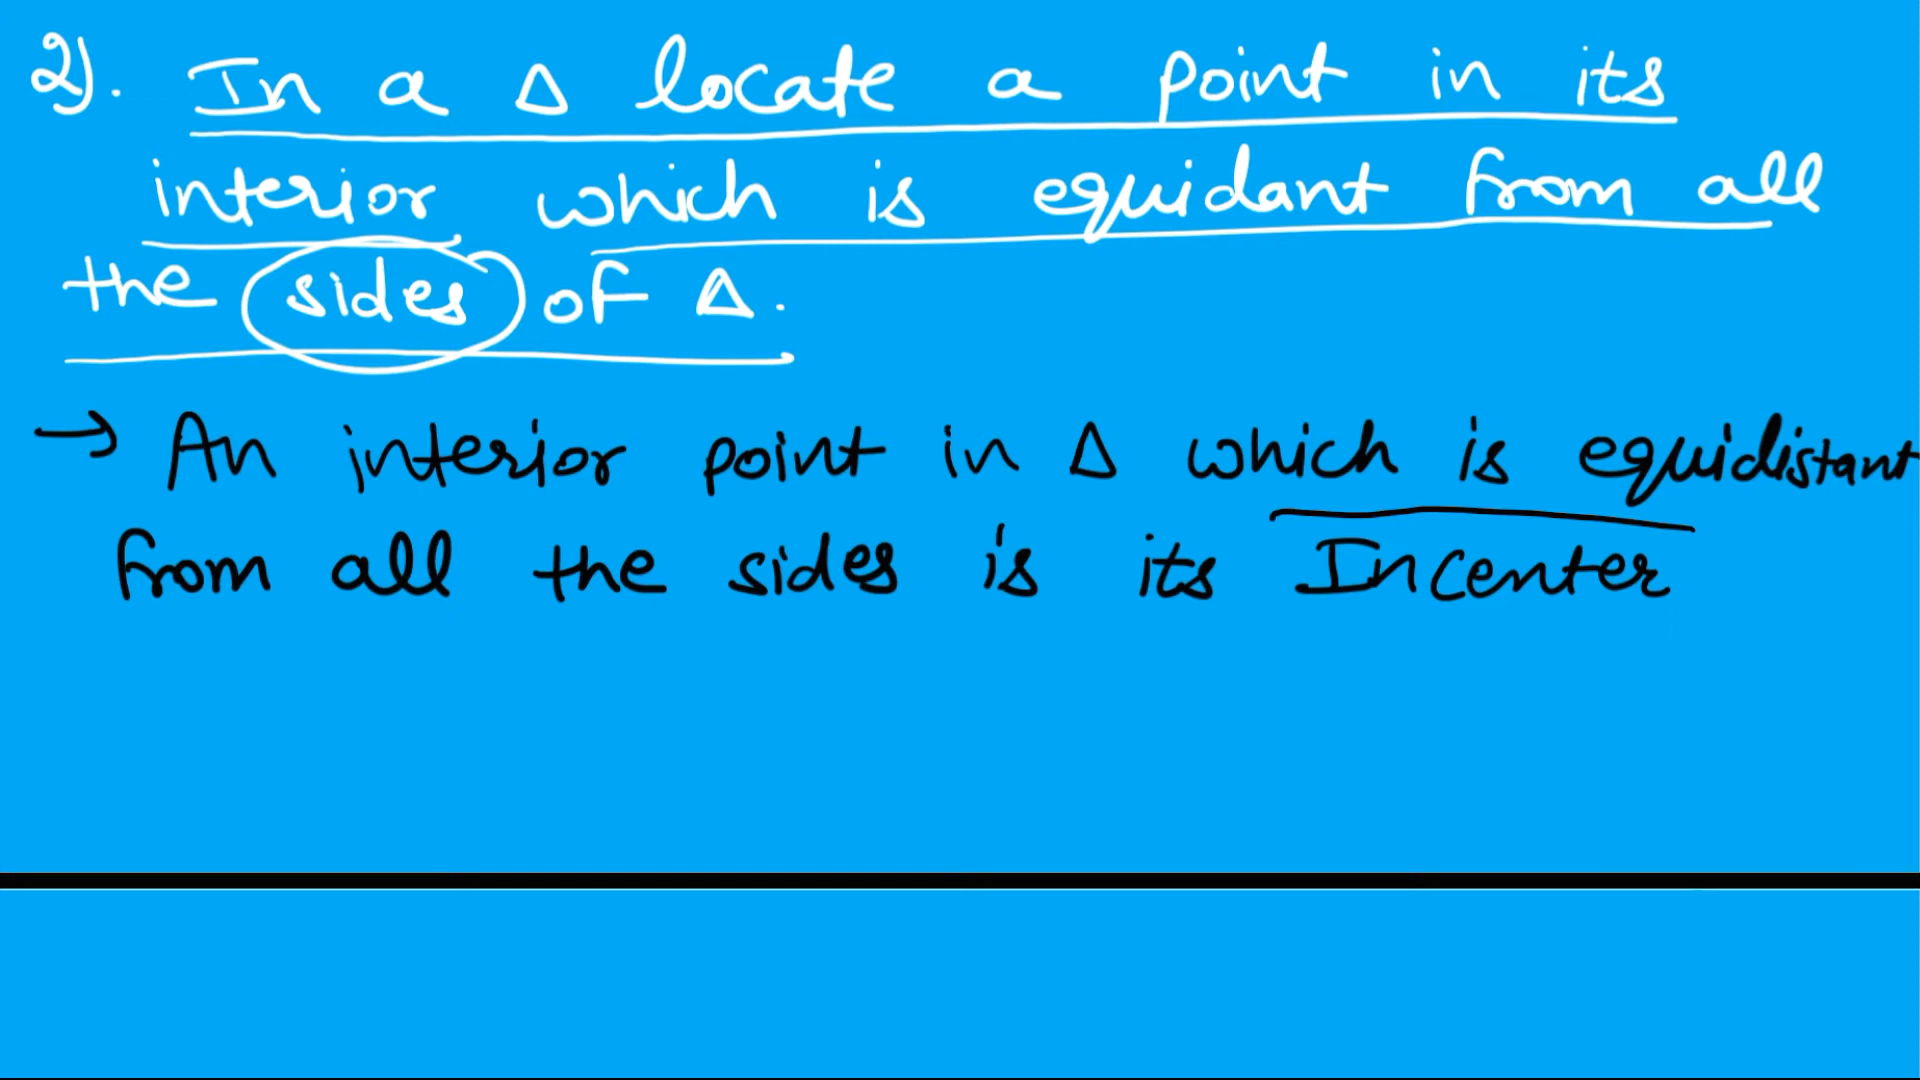 2). In a Δ locate a point in its
interior which is equidant from all
the sides of Δ.
→ An interior point in Δ which is equidistant
from all the sides is its Incenter